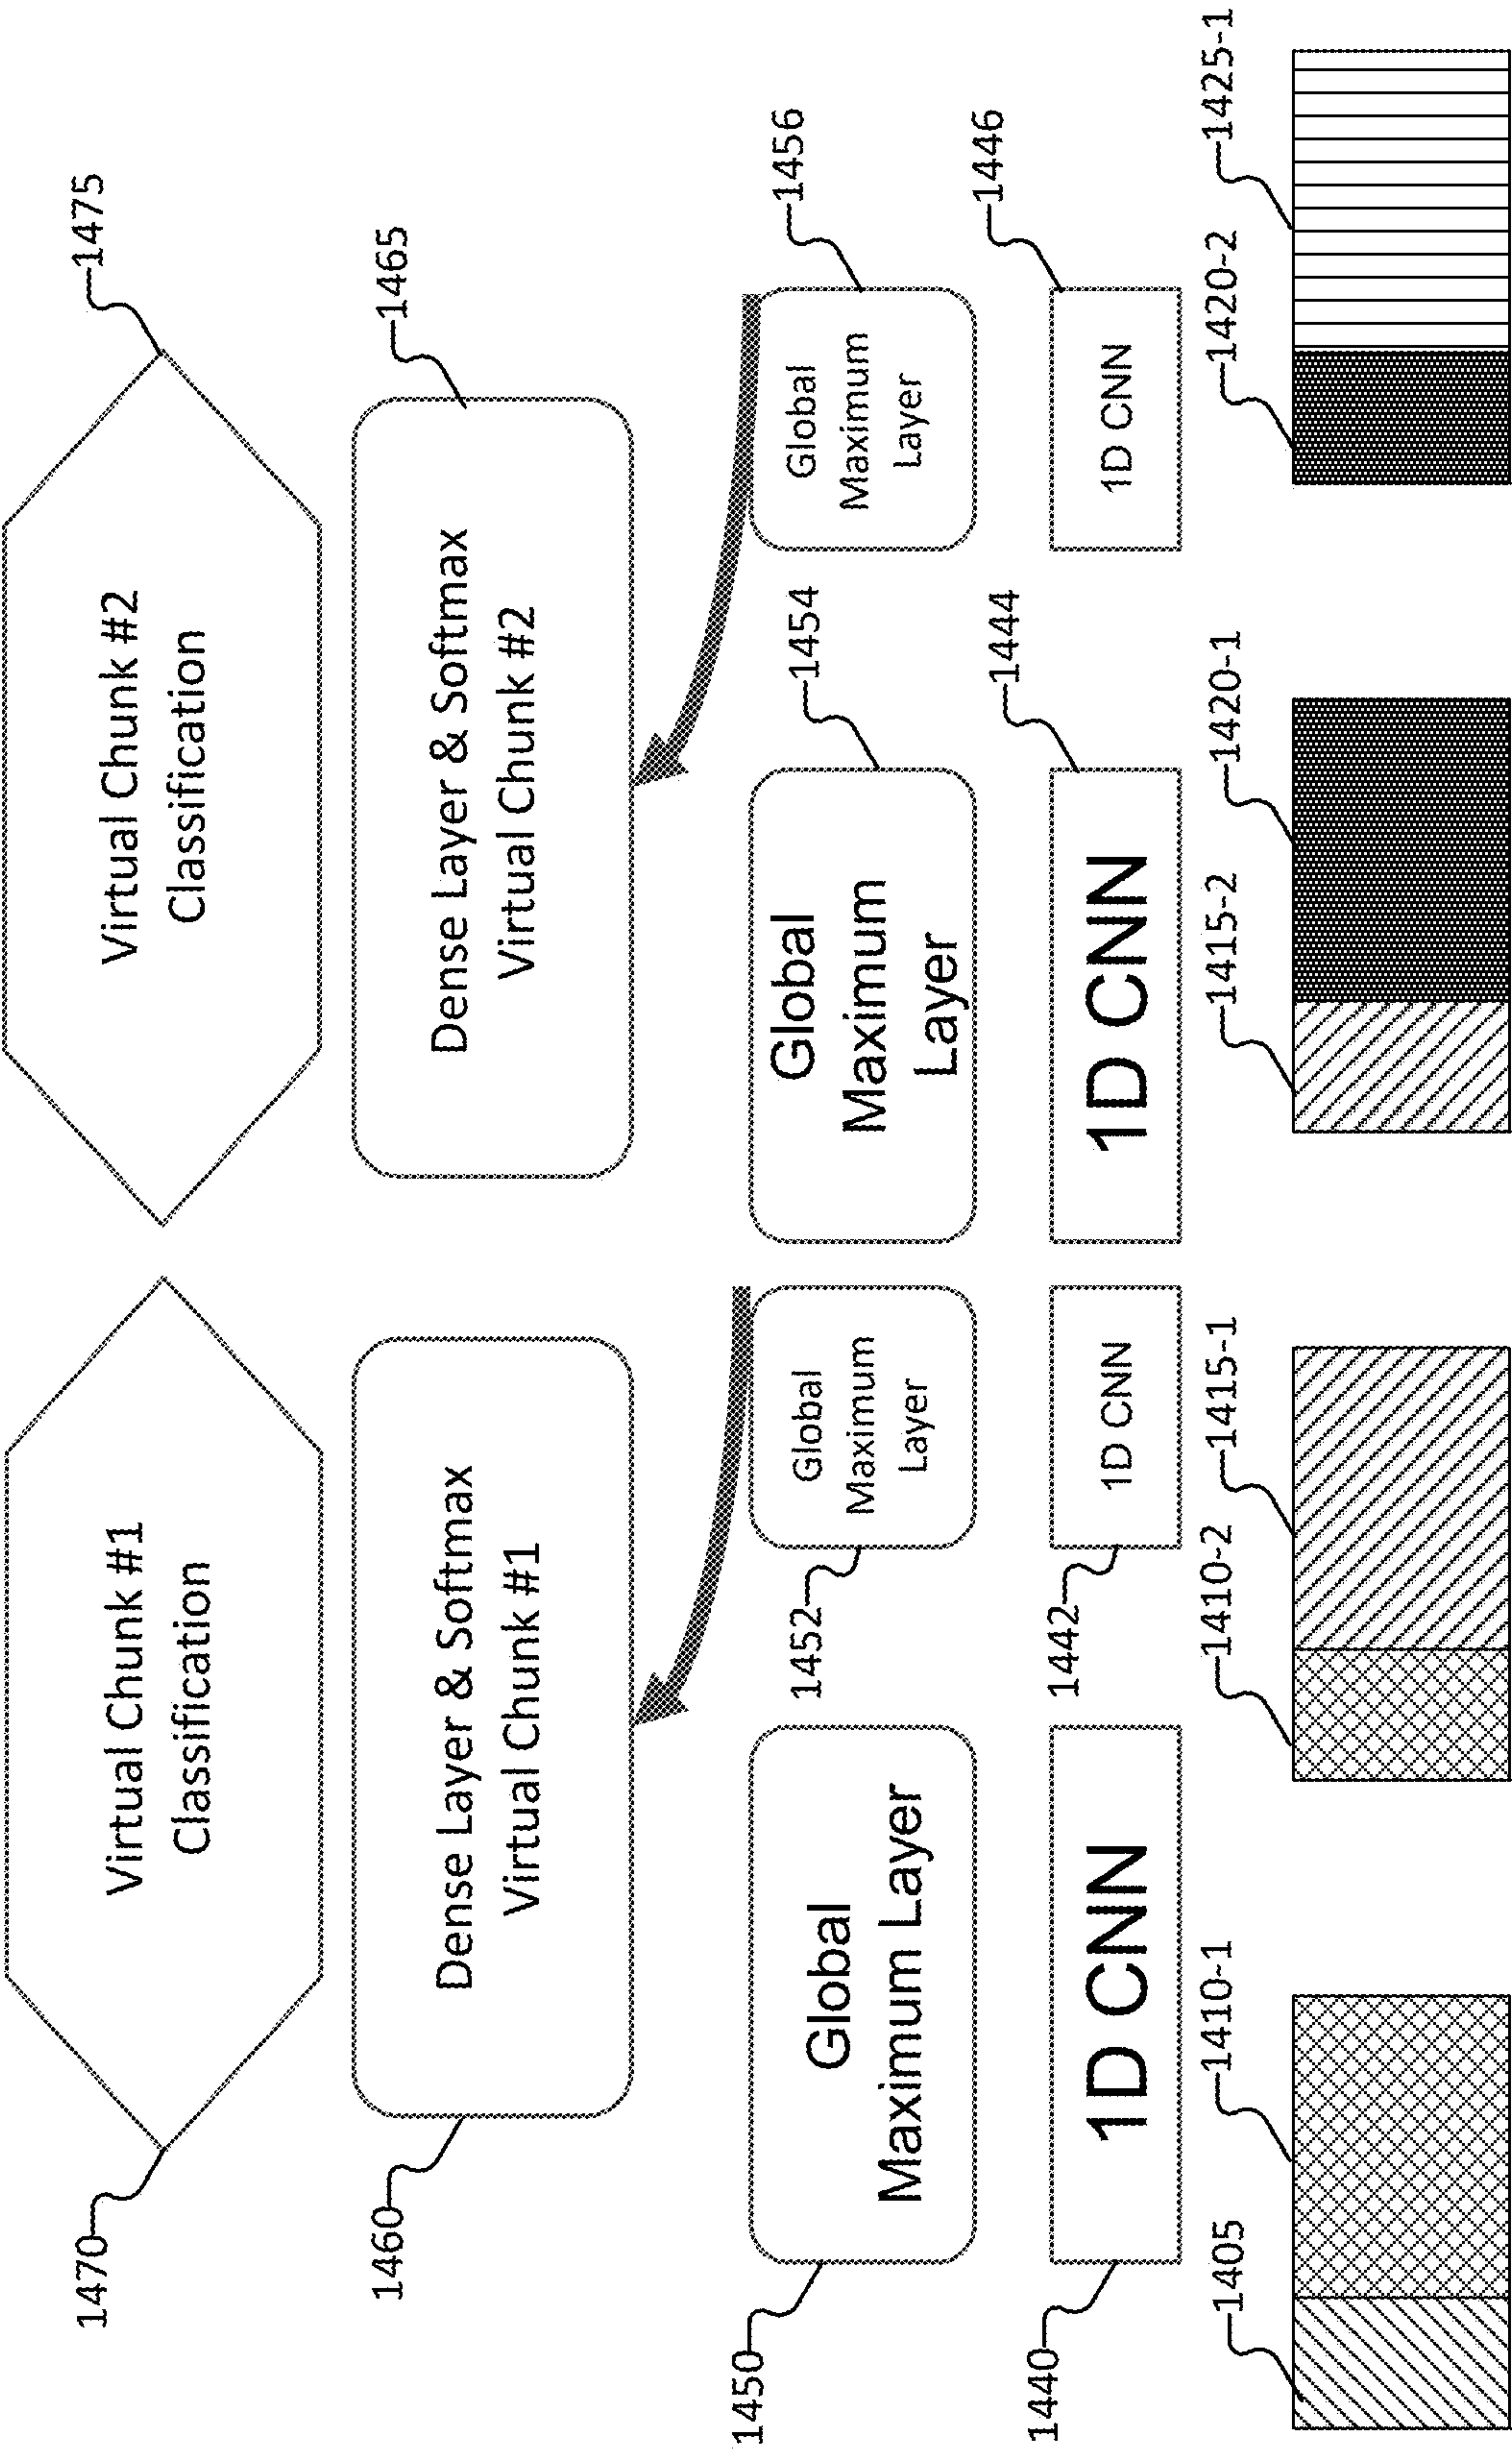 1470
Virtual Chunk #1
Classification
Virtual Chunk #2
Classification
1475
1460
Dense Layer & Softmax
Virtual Chunk #1
Dense Layer & Softmax
Virtual Chunk #2
1465
1450
Global
Maximum Layer
1452
Global
Maximum
Layer
Global
Maximum
Layer
1454
Global
Maximum
Layer
1456
1440
1D CNN
1442
1D CNN
1D CNN
1444
1D CNN
1446
1405
1410-1
1410-2
1415-1
1415-2
1420-1
1420-2
1425-1